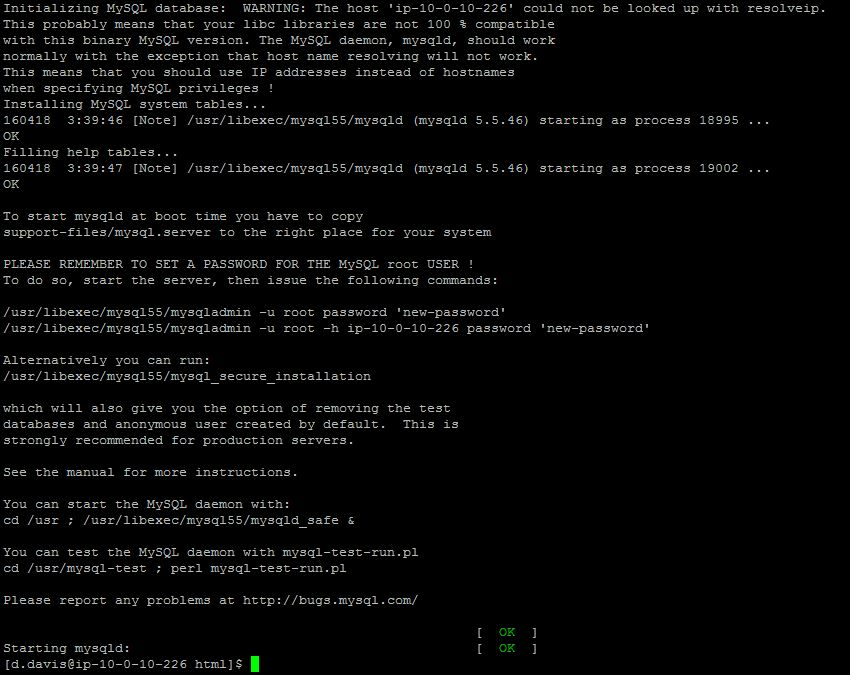 Initializing MySQL database:  WARNING: The host 'ip-10-0-10-226' could not be looked up with resolveip.
This probably means that your libc libraries are not 100 % compatible
with this binary MySQL version. The MySQL daemon, mysqld, should work
normally with the exception that host name resolving will not work.
This means that you should use IP addresses instead of hostnames
when specifying MySQL privileges !
Installing MySQL system tables...
160418  3:39:46 [Note] /usr/libexec/mysql55/mysqld (mysqld 5.5.46) starting as process 18995 ...
OK
Filling help tables...
160418  3:39:47 [Note] /usr/libexec/mysql55/mysqld (mysqld 5.5.46) starting as process 19002 ...
OK

To start mysqld at boot time you have to copy
support-files/mysql.server to the right place for your system

PLEASE REMEMBER TO SET A PASSWORD FOR THE MySQL root USER !
To do so, start the server, then issue the following commands:

/usr/libexec/mysql55/mysqladmin -u root password 'new-password'
/usr/libexec/mysql55/mysqladmin -u root -h ip-10-0-10-226 password 'new-password'

Alternatively you can run:
/usr/libexec/mysql55/mysql_secure_installation

which will also give you the option of removing the test
databases and anonymous user created by default.  This is
strongly recommended for production servers.

See the manual for more instructions.

You can start the MySQL daemon with:
cd /usr ; /usr/libexec/mysql55/mysqld_safe &

You can test the MySQL daemon with mysql-test-run.pl
cd /usr/mysql-test ; perl mysql-test-run.pl

Please report any problems at http://bugs.mysql.com/

                                                           [  OK  ]
Starting mysqld:                                           [  OK  ]
[d.davis@ip-10-0-10-226 html]$